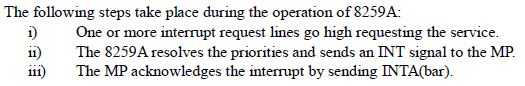 The following steps take place during the operation of 8259A:
i) One or more interrupt request lines go high requesting the service.
ii) The 8259A resolves the priorities and sends an INT signal to the MP.
iii) The MP acknowledges the interrupt by sending INTA(bar).